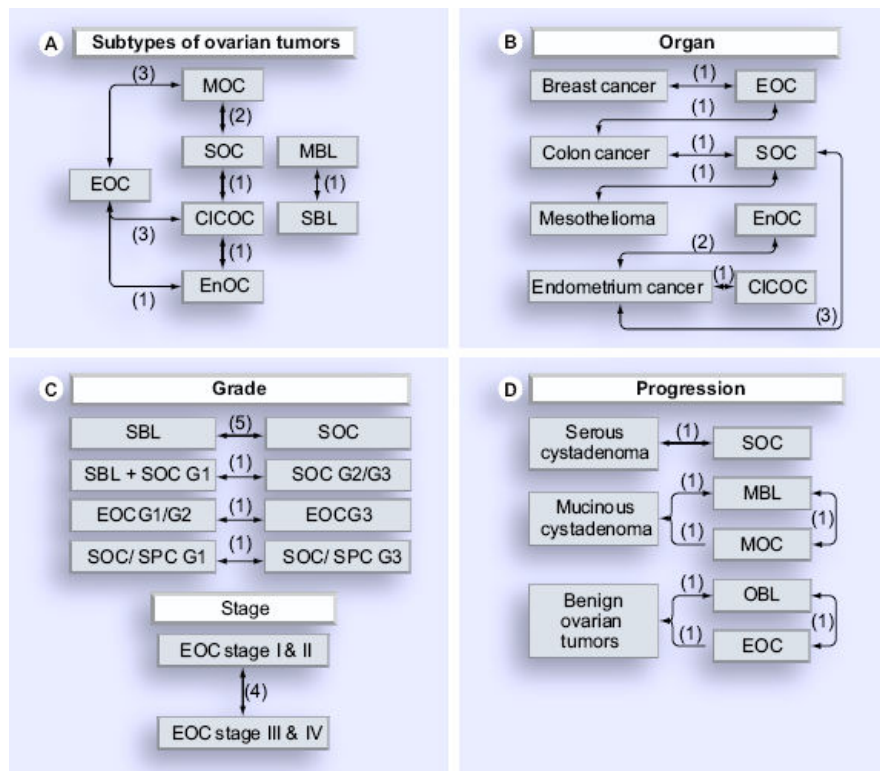 A Subtypes of ovarian tumors
(3)
MOC
(2)
SOC
MBL
EOC
(1)
(1)
ClCOC
SBL
(3)
(1)
EnOC
(1)
B Organ
Breast cancer
(1)
EOC
(1)
Colon cancer
(1)
SOC
(1)
Mesothelioma
EnOC
(2)
Endometrium cancer
(1)
ClCOC
(3)
C Grade
SBL
(5)
SOC
SBL + SOC G1
(1)
SOC G2/G3
EOCG1/G2
(1)
EOCG3
SOC/ SPC G1
(1)
SOC/ SPC G3
Stage
EOC stage I & II
(4)
EOC stage III & IV
D Progression
Serous
cystadenoma
(1)
SOC
Mucinous
cystadenoma
(1)
MBL
(1)
(1)
MOC
Benign
ovarian
tumors
(1)
OBL
(1)
(1)
EOC